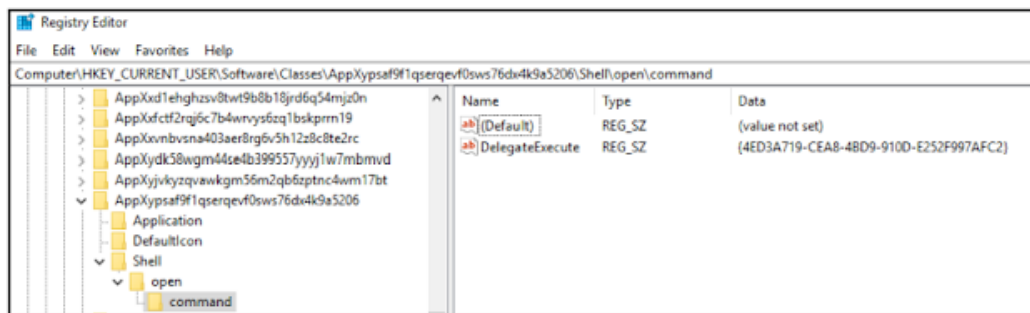 Registry Editor
File Edit View Favorites Help
Computer\HKEY_CURRENT_USER\Software\Classes\AppXypsaf9f1qserqevf0sws76dx4k9a5206\Shell\open\command
AppXxd1ehghzsv8twt9b8b18jrd6q54mjz0n
AppXxfctf2rqj6c7b4wrvys6zq1bskprrn19
AppXxvnbvsna403aer8rg6v5h12z8c8te2rc
AppXydk58wgm44se4b399557yyyj1w7mbmvd
AppXyjvkyzqvawkgm56m2qb6zptnc4wm17bt
AppXypsaf9f1qserqevf0sws76dx4k9a5206
Application
DefaultIcon
Shell
open
command
Name Type Data
(Default) REG_SZ (value not set)
DelegateExecute REG_SZ {4ED3A719-CEA8-4BD9-910D-E252F997AFC2}